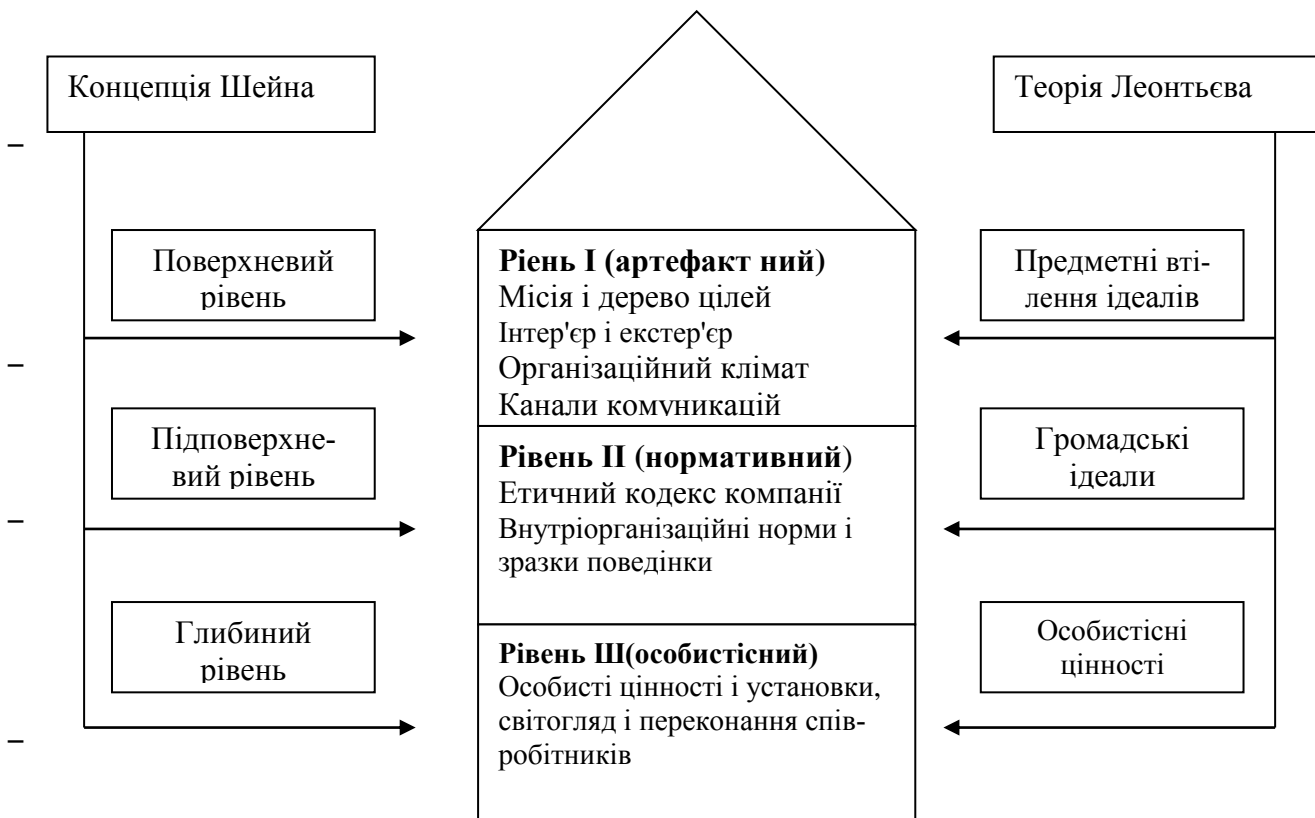 Концепція Шейна
Теорія Леонтьєва
Поверхневий
рівень
Ріень І (артефакт ний)
Місія і дерево цілей
Інтер'єр і екстер'єр
Організаційний клімат
Канали комуникацій
Предметні вті-
лення ідеалів
Підповерхне-
вий рівень
Рівень ІІ (нормативний)
Етичний кодекс компанії
Внутріорганізаційні норми і
зразки поведінки
Громадські
ідеали
Глибиний
рівень
Рівень Ш(особистісний)
Особисті цінності і установки,
світогляд і переконання спів-
робітників
Особистісні
цінності